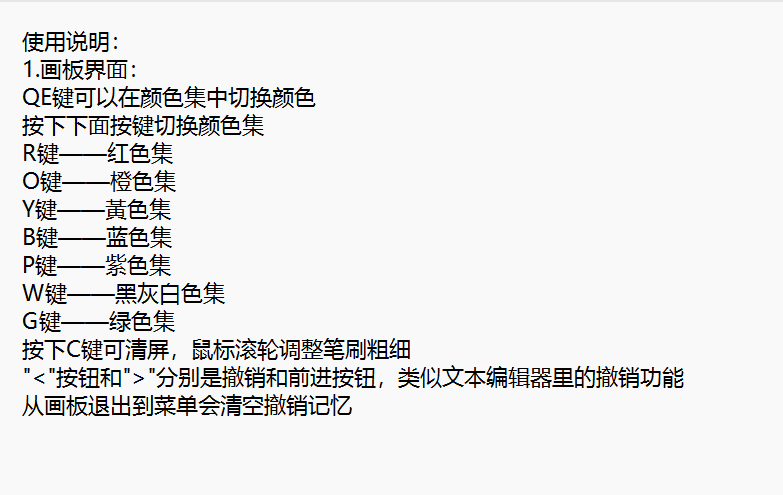 使用说明：
1.画板界面：
QE键可以在颜色集中切换颜色
按下下面按键切换颜色集
R键——红色集
O键——橙色集
Y键——黃色集
B键——蓝色集
P键——紫色集
W键——黑灰白色集
G键——绿色集
按下C键可清屏，鼠标滚轮调整笔刷粗细
"<"按钮和">"分别是撤销和前进按钮，类似文本编辑器里的撤销功能
从画板退出到菜单会清空撤销记忆